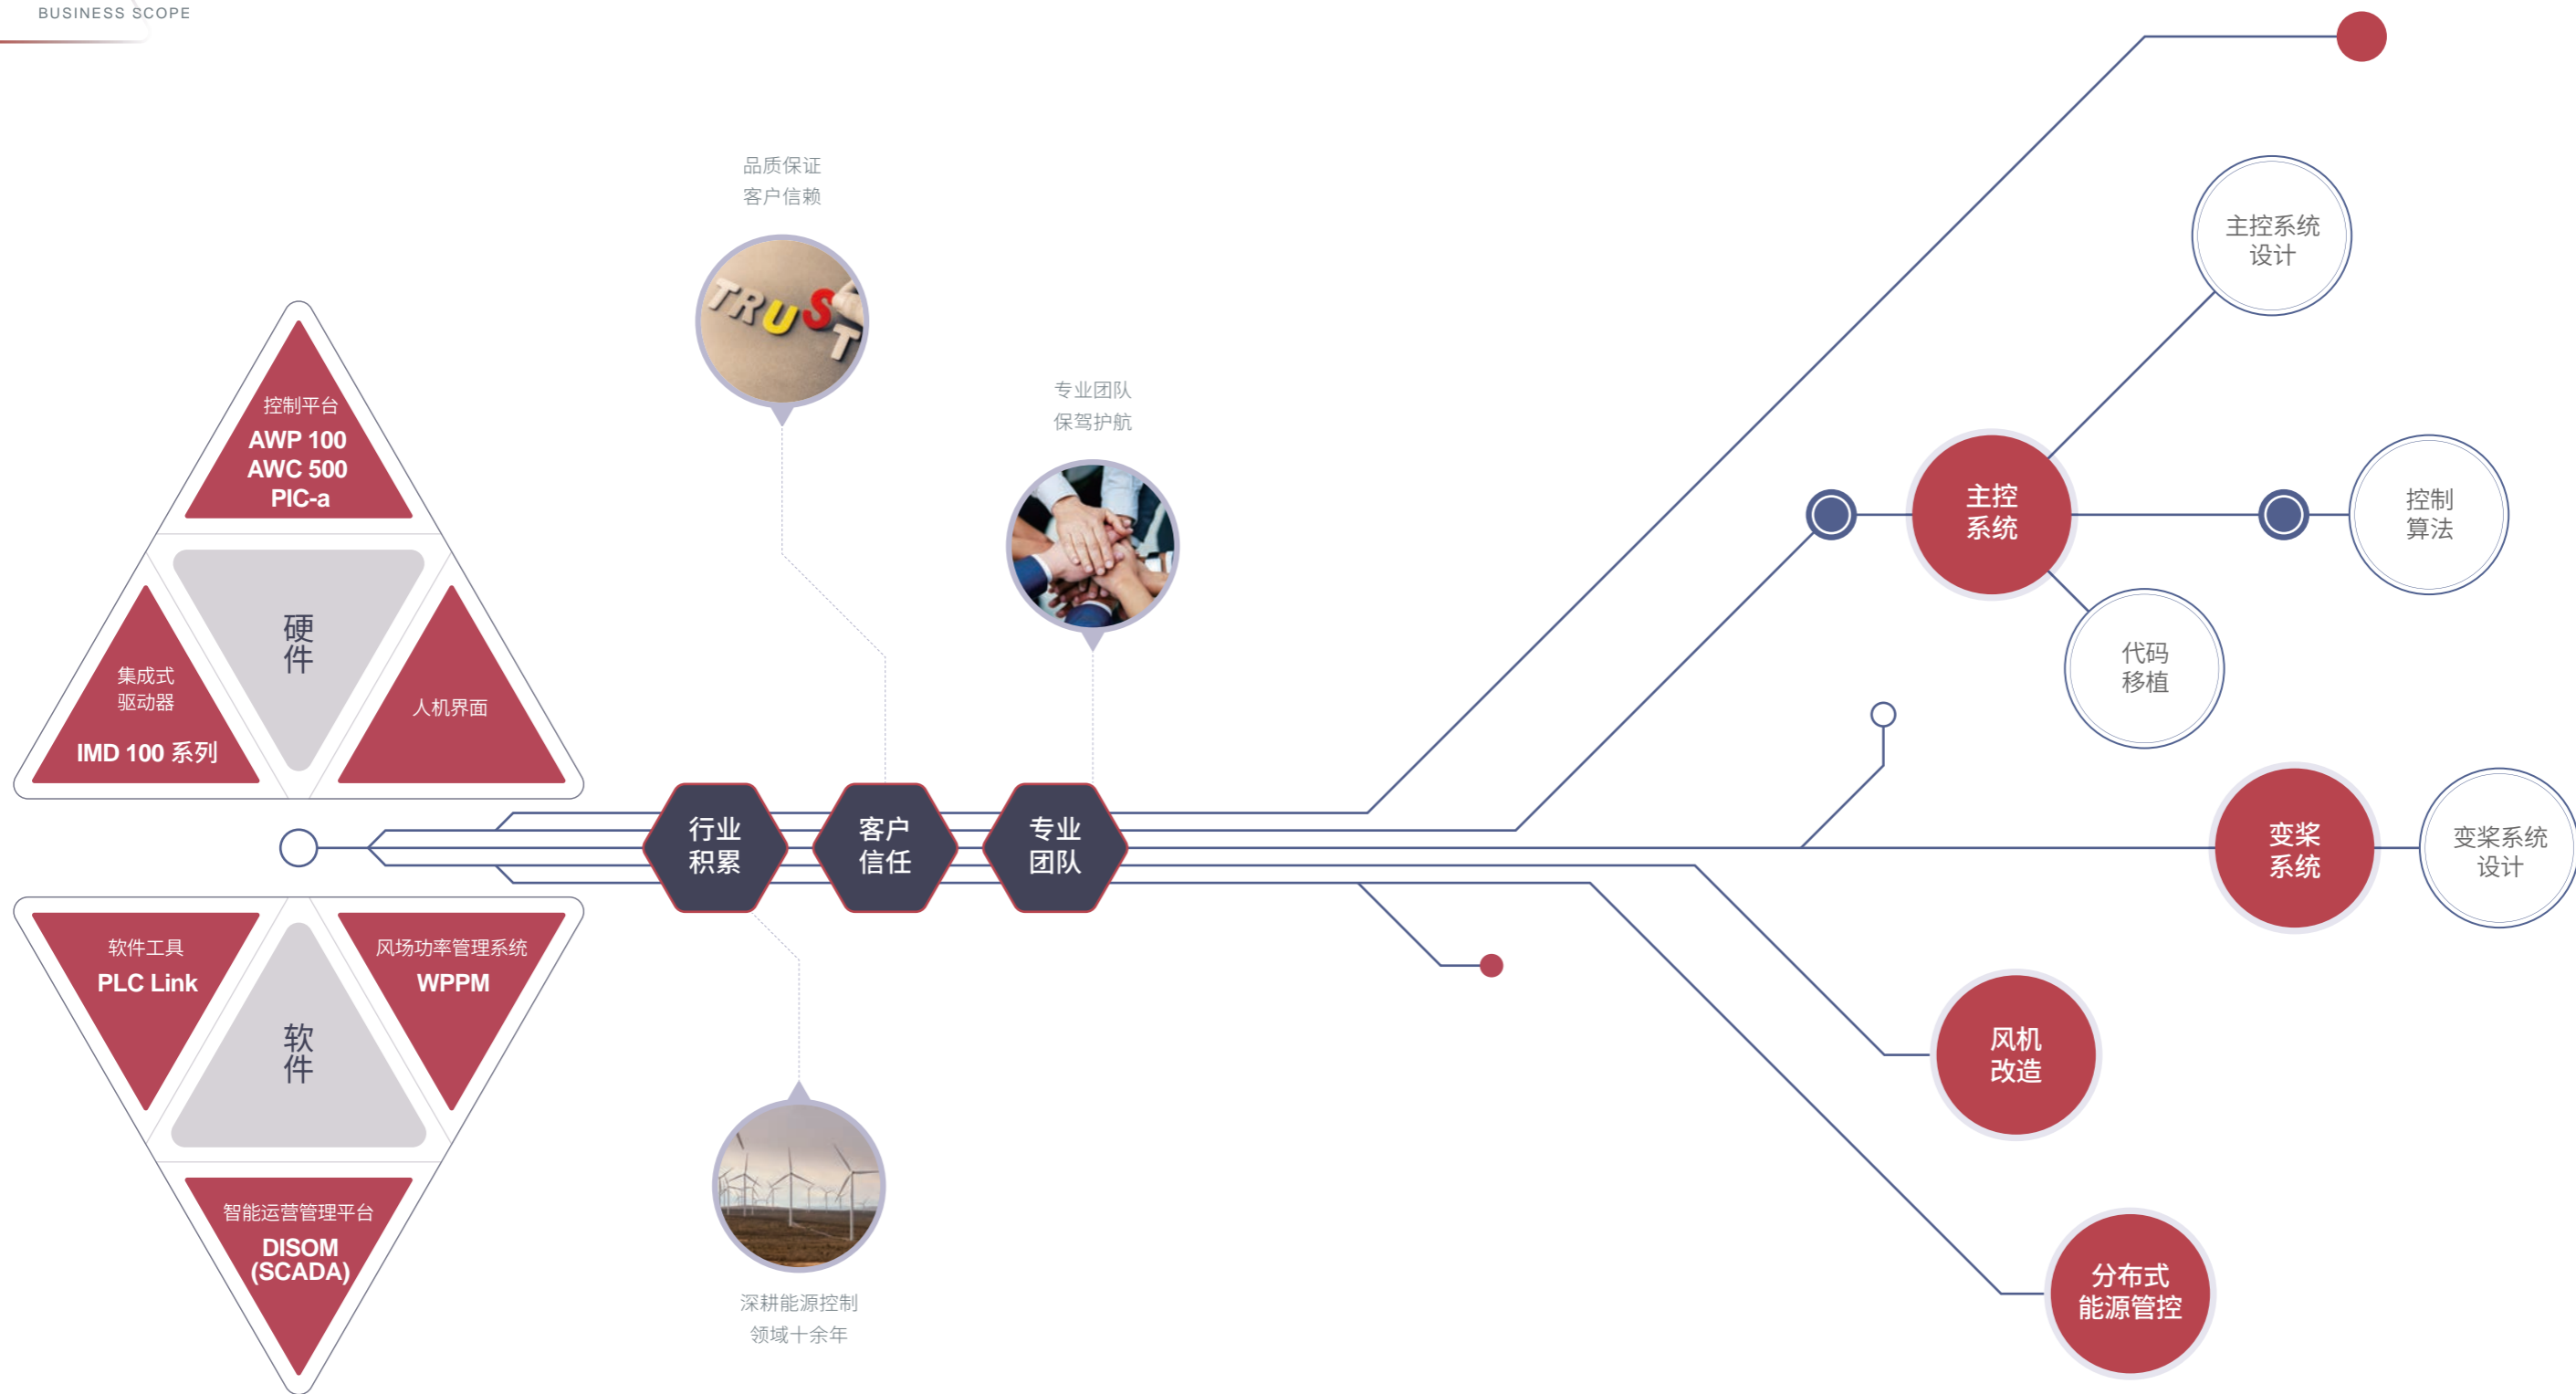 BUSINESS SCOPE
品质保证
客户信赖
TRUST
专业团队
保驾护航
控制平台
AWP 100
AWC 500
PIC-a
硬件
集成式
驱动器
IMD 100 系列
人机界面
行业
积累
客户
信任
专业
团队
软件工具
PLC Link
风场功率管理系统
WPPM
软件
智能运营管理平台
DISOM
(SCADA)
深耕能源控制
领域十余年
主控系统
设计
主控
系统
控制
算法
代码
移植
变桨
系统
变桨系统
设计
风机
改造
分布式
能源管控